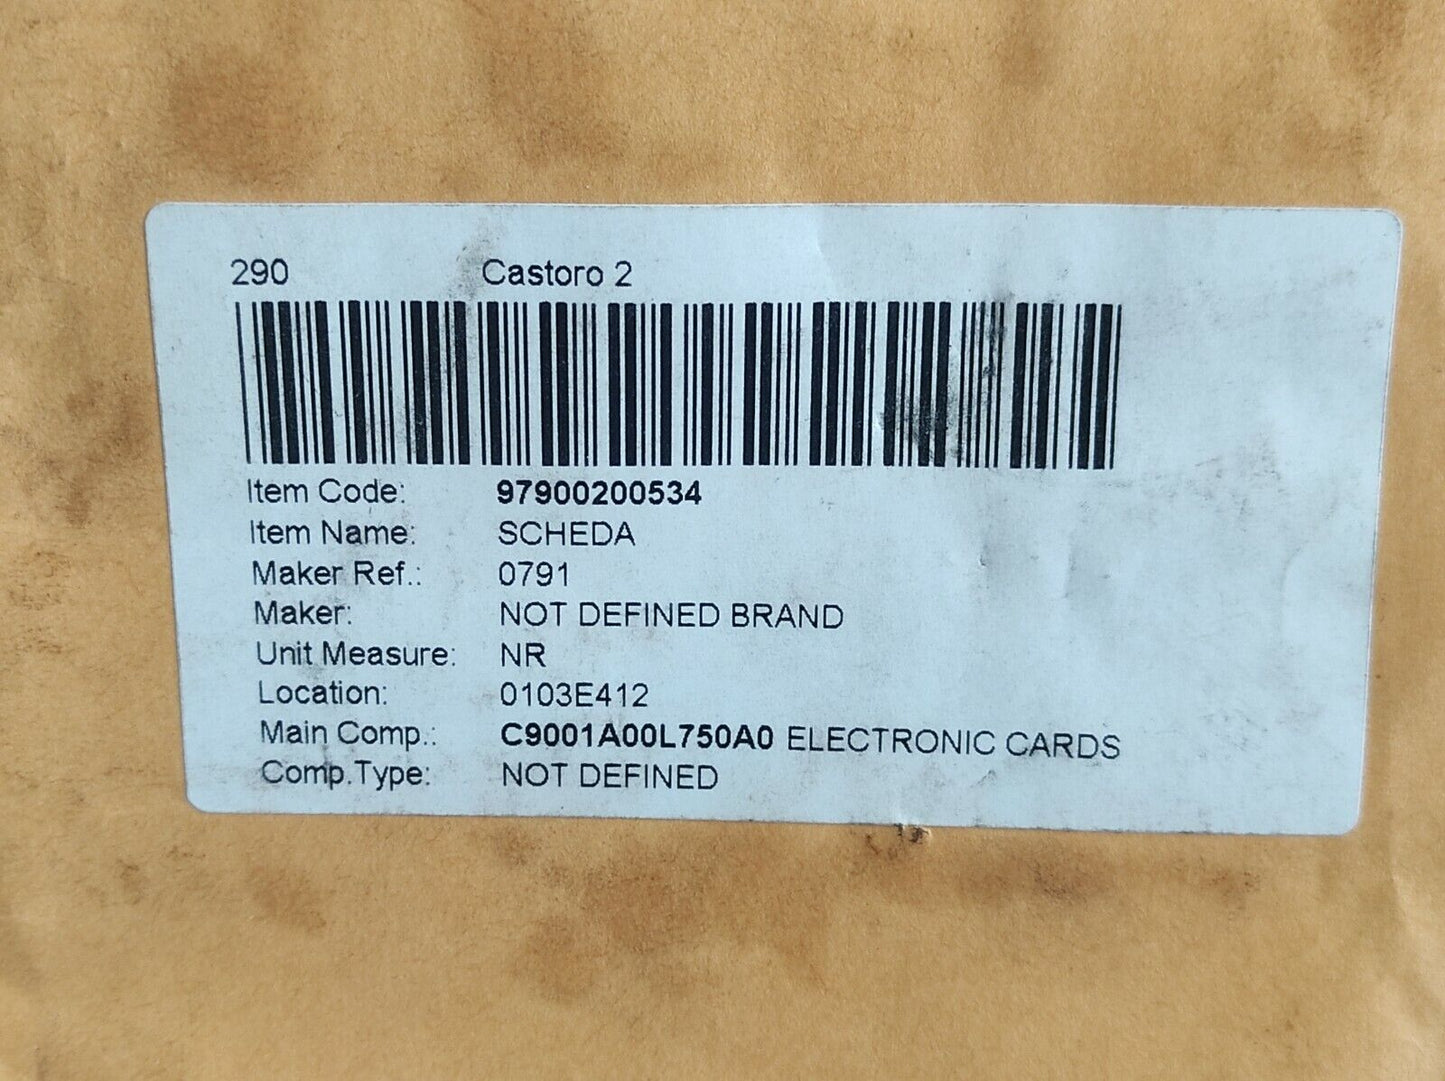 290 Castoro 2
Item Code: 97900200534
Item Name: SCHEDA
Maker Ref.: 0791
Maker: NOT DEFINED BRAND
Unit Measure: NR
Location: 0103E412
Main Comp.: C9001A00L750A0 ELECTRONIC CARDS
Comp.Type: NOT DEFINED